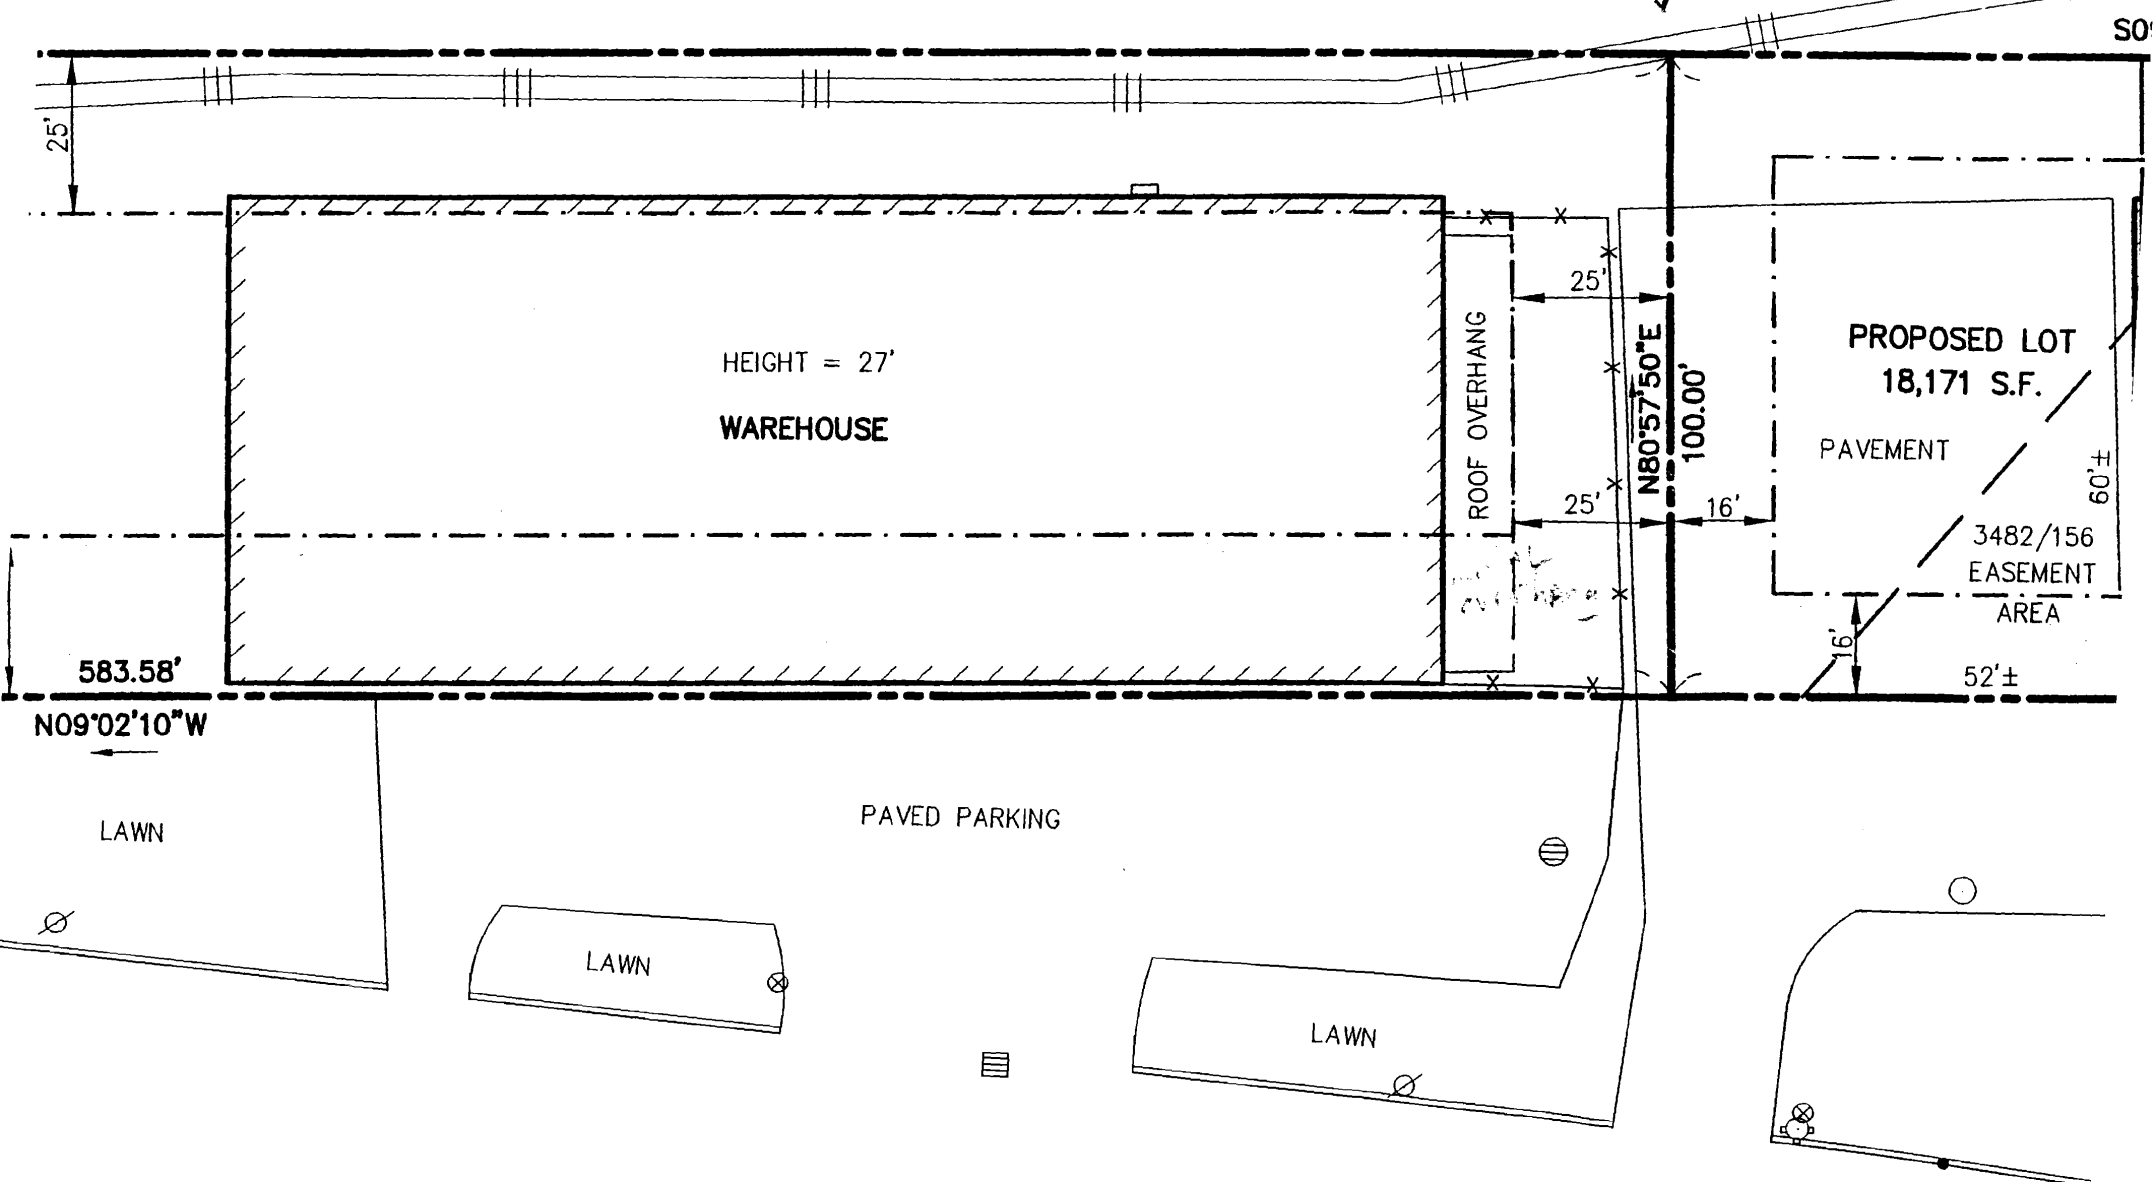 S09
25'
25'
HEIGHT = 27'
WAREHOUSE
ROOF OVERHANG
N80°57'50"E
100.00'
PROPOSED LOT
18,171 S.F.
PAVEMENT
60'±
25'
16'
3482/156
EASEMENT
AREA
16'
52'±
583.58'
N09°02'10"W
LAWN
PAVED PARKING
LAWN
LAWN